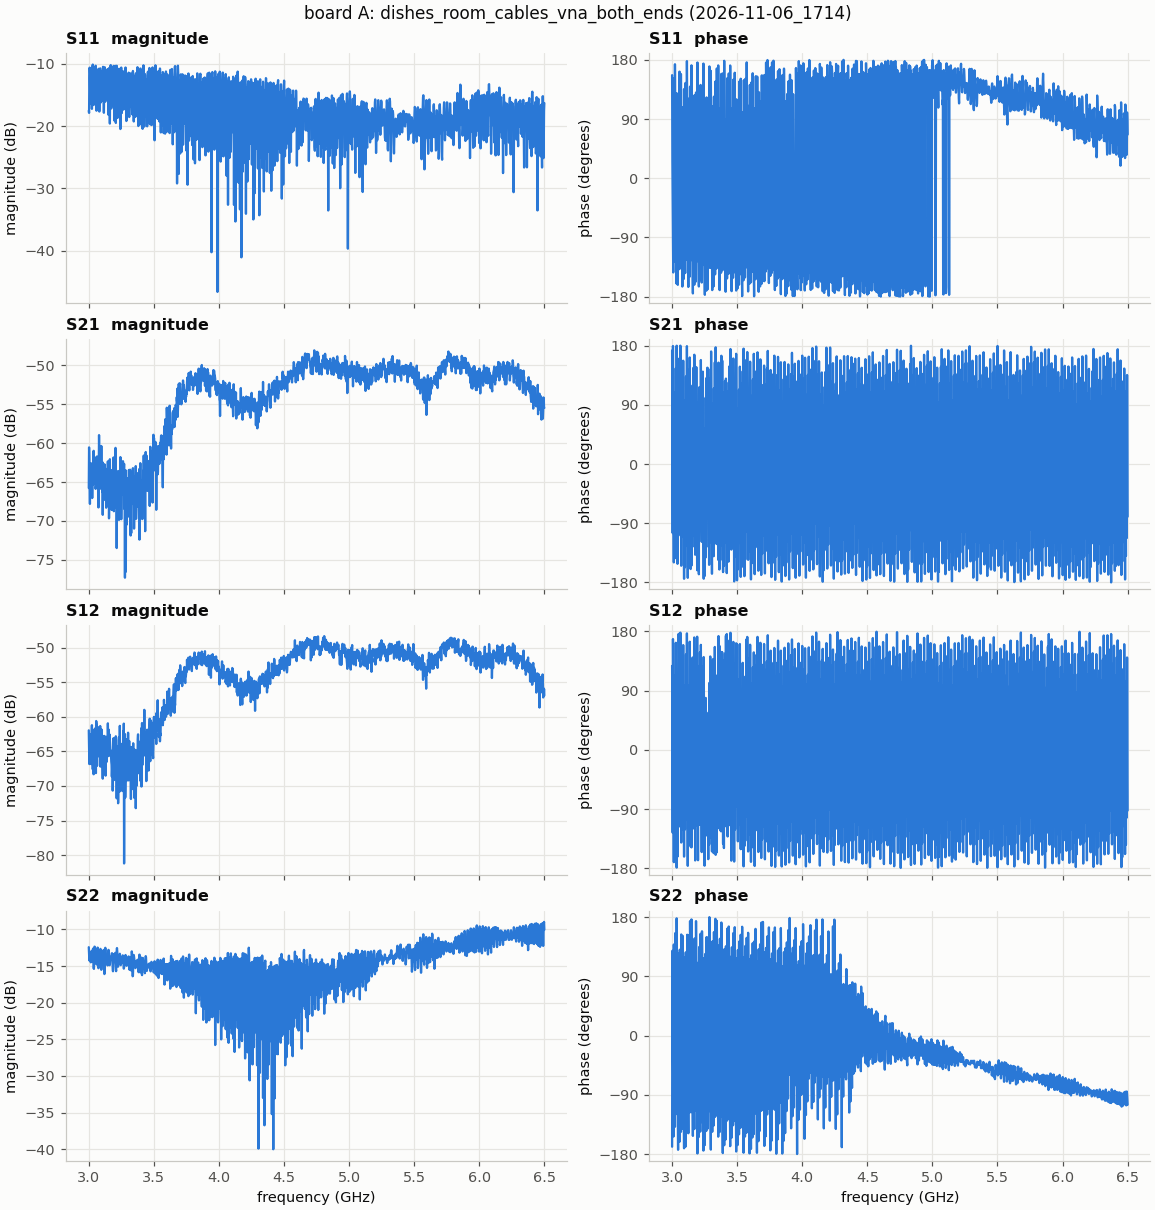 board A: dishes_room_cables_vna_both_ends (2026-11-06_1714)
S11 magnitude
magnitude (dB)
−10
−20
−30
−40
S11 phase
phase (degrees)
180
90
0
−90
−180
S21 magnitude
magnitude (dB)
−50
−55
−60
−65
−70
−75
S21 phase
phase (degrees)
180
90
0
−90
−180
S12 magnitude
magnitude (dB)
−50
−55
−60
−65
−70
−75
−80
S12 phase
phase (degrees)
180
90
0
−90
−180
S22 magnitude
magnitude (dB)
−10
−15
−20
−25
−30
−35
−40
3.0 3.5 4.0 4.5 5.0 5.5 6.0 6.5
frequency (GHz)
S22 phase
phase (degrees)
180
90
0
−90
−180
3.0 3.5 4.0 4.5 5.0 5.5 6.0 6.5
frequency (GHz)